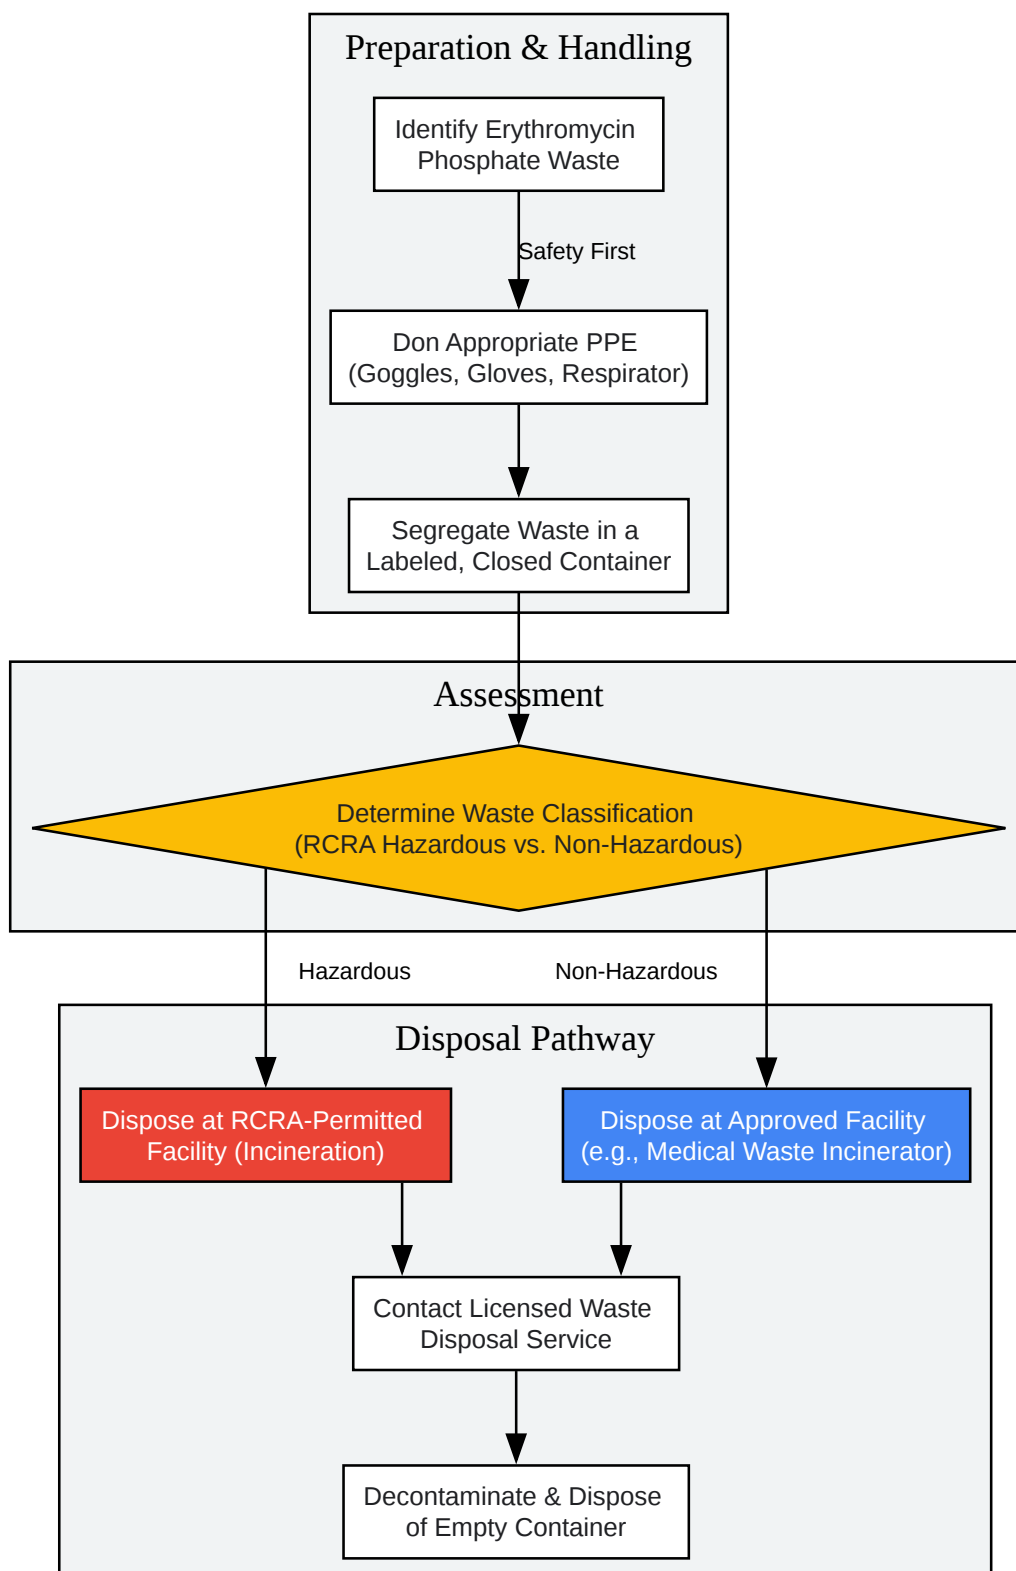 Preparation & Handling
Identify Erythromycin
Phosphate Waste
Safety First
Don Appropriate PPE
(Goggles, Gloves, Respirator)
Segregate Waste in a
Labeled, Closed Container
Assessment
Determine Waste Classification
(RCRA Hazardous vs. Non-Hazardous)
Hazardous
Non-Hazardous
Disposal Pathway
Dispose at RCRA-Permitted
Facility (Incineration)
Dispose at Approved Facility
(e.g., Medical Waste Incinerator)
Contact Licensed Waste
Disposal Service
Decontaminate & Dispose
of Empty Container